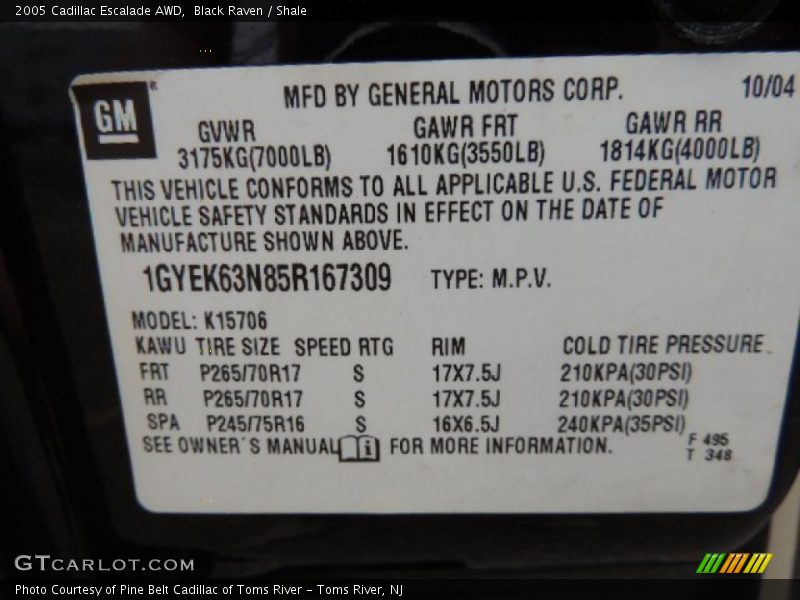 2005 Cadillac Escalade AWD, Black Raven / Shale
GM®
MFD BY GENERAL MOTORS CORP. 10/04
GVWR GAWR FRT GAWR RR
3175KG(7000LB) 1610KG(3550LB) 1814KG(4000LB)
THIS VEHICLE CONFORMS TO ALL APPLICABLE U.S. FEDERAL MOTOR
VEHICLE SAFETY STANDARDS IN EFFECT ON THE DATE OF
MANUFACTURE SHOWN ABOVE.
1GYEK63N85R167309 TYPE: M.P.V.
MODEL: K15706
KAWU TIRE SIZE SPEED RTG RIM COLD TIRE PRESSURE
FRT P265/70R17 S 17X7.5J 210KPA(30PSI)
RR P265/70R17 S 17X7.5J 210KPA(30PSI)
SPA P245/75R16 S 16X6.5J 240KPA(35PSI)
SEE OWNER'S MANUAL i FOR MORE INFORMATION.
F 495
T 348
GTcarlot.com
Photo Courtesy of Pine Belt Cadillac of Toms River - Toms River, NJ